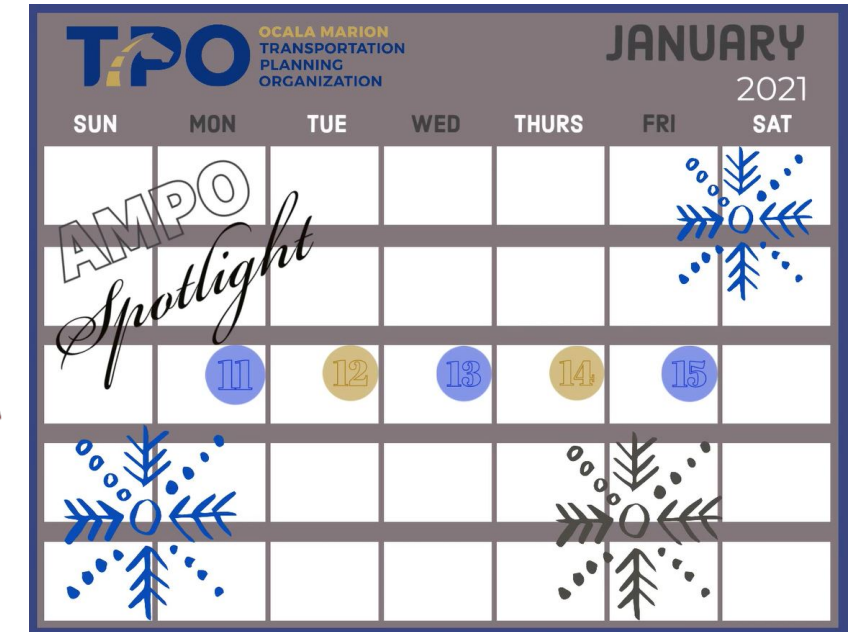 TPO
OCALA MARION
TRANSPORTATION
PLANNING
ORGANIZATION
JANUARY
2021
SUN MON TUE WED THURS FRI SAT
AMPO
Spotlight
11 12 13 14 15